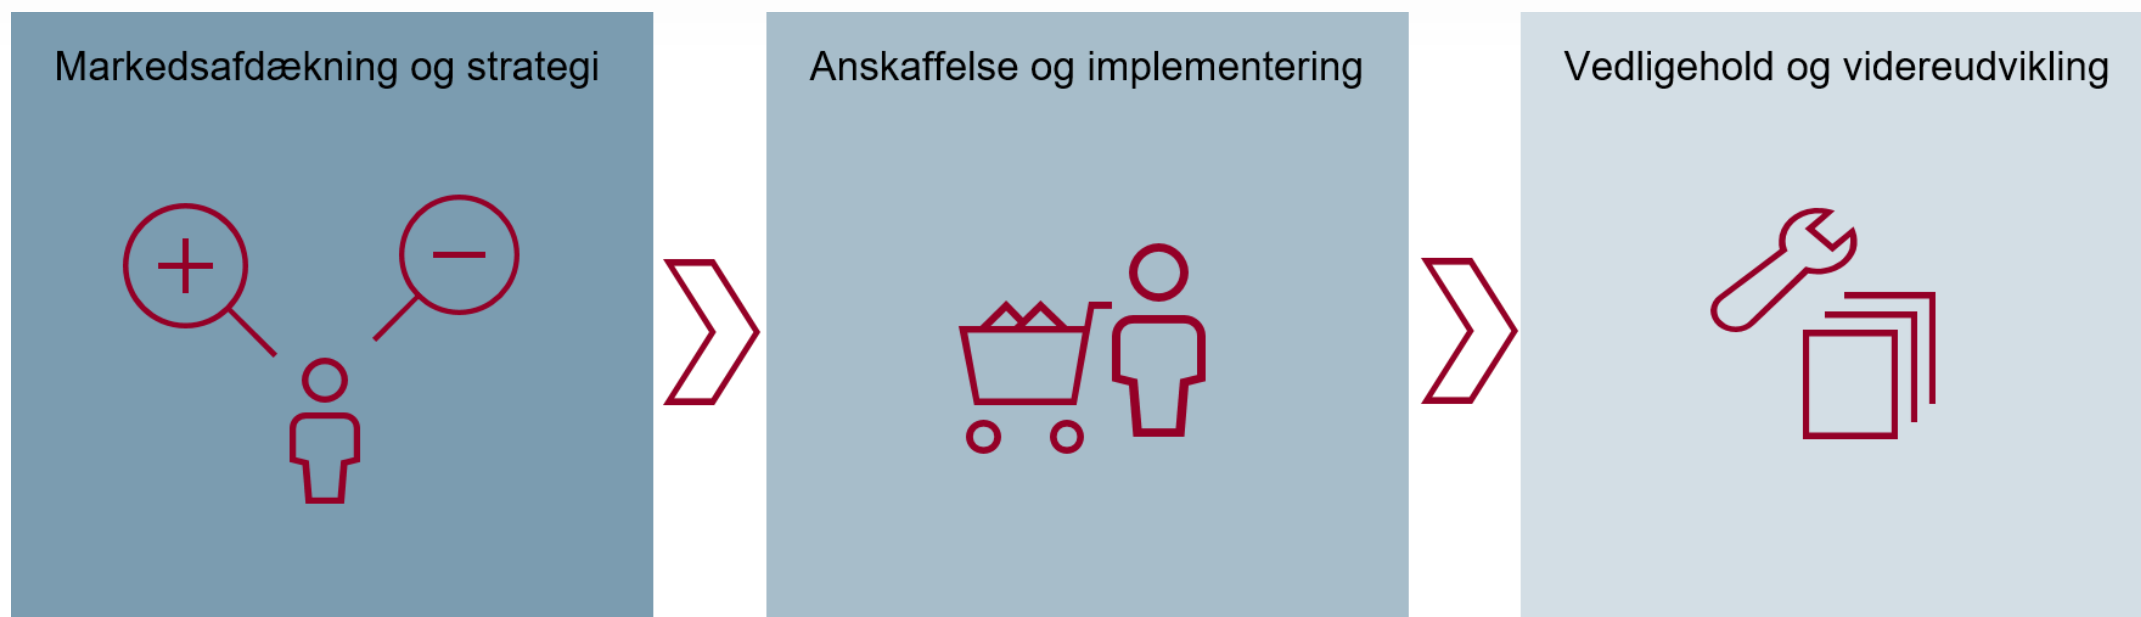 Markedsafdækning og strategi
Anskaffelse og implementering
Vedligehold og videreudvikling